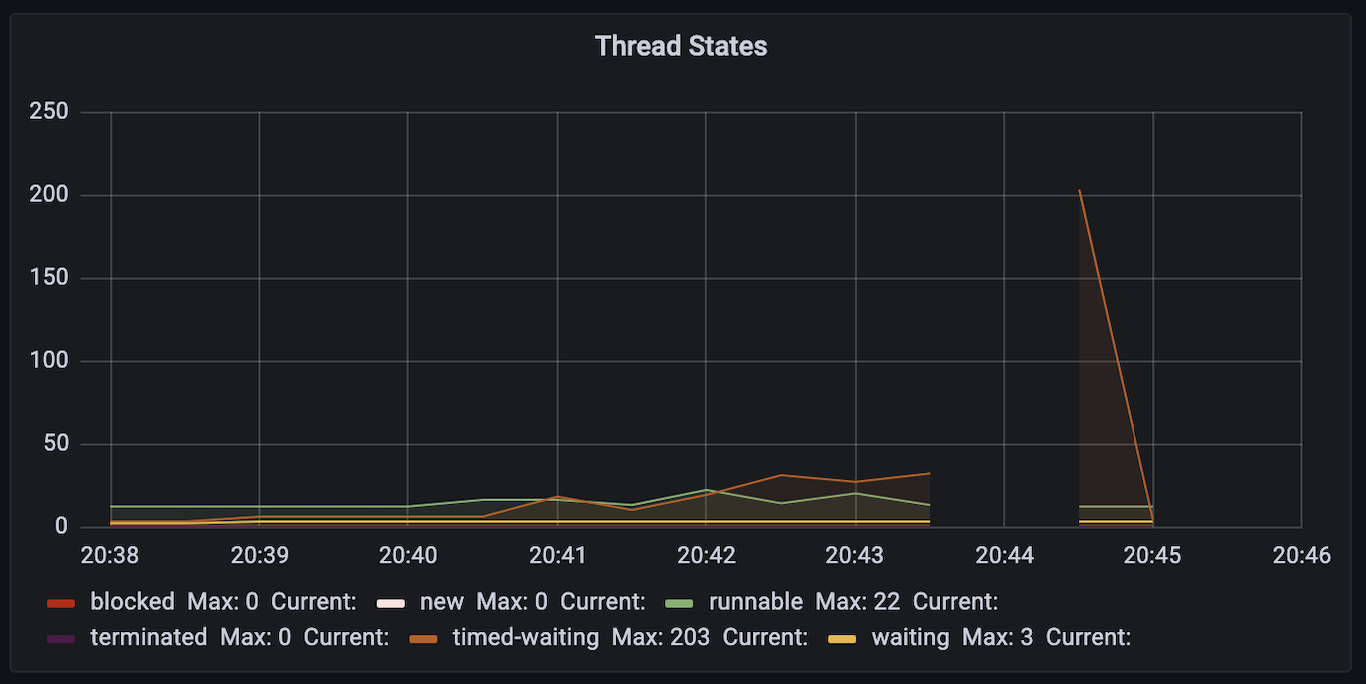 Thread States
250
200
150
100
50
0
20:38 20:39 20:40 20:41 20:42 20:43 20:44 20:45 20:46
blocked Max: 0 Current: new Max: 0 Current: runnable Max: 22 Current:
terminated Max: 0 Current: timed-waiting Max: 203 Current: waiting Max: 3 Current: